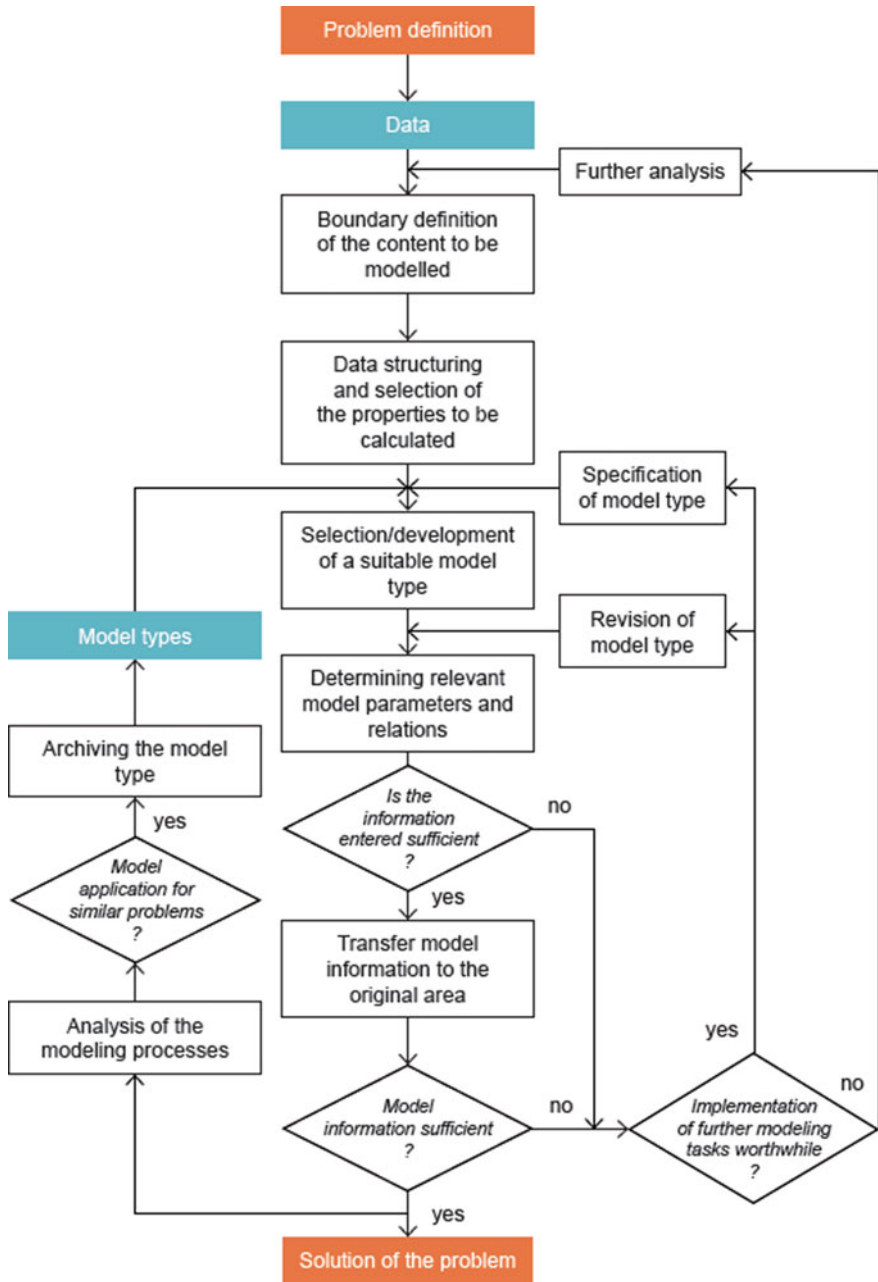 Problem definition
Data
Further analysis
Boundary definition
of the content to be
modelled
Data structuring
and selection of
the properties to be
calculated
Specification
of model type
Selection/development
of a suitable model
type
Model types
Revision of
model type
Determining relevant
model parameters and
relations
Archiving the model
type
Is the
information
entered sufficient
?
no
yes
yes
Model
application for
similar problems
?
Transfer model
information to the
original area
Analysis of the
modeling processes
yes
no
Model
information sufficient
?
no
Implementation
of further modeling
tasks worthwhile
?
yes
Solution of the problem